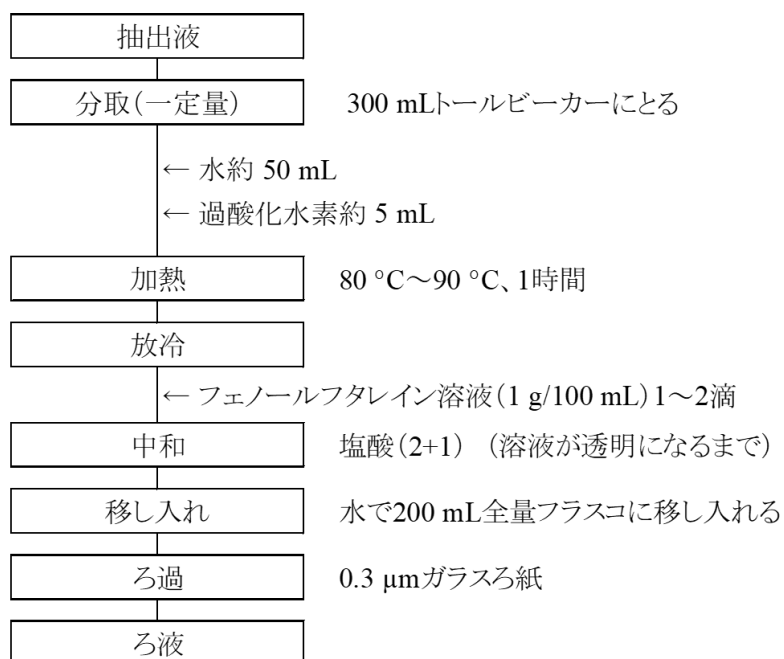 抽出液
分取(一定量) 300 mLトールビーカーにとる
← 水約 50 mL
← 過酸化水素約 5 mL
加熱 80 °C~90 °C、1時間
放冷
← フェノールフタレイン溶液(1 g/100 mL)1~2滴
中和 塩酸(2+1) (溶液が透明になるまで)
移し入れ 水で200 mL全量フラスコに移し入れる
ろ過 0.3 µmガラスろ紙
ろ液